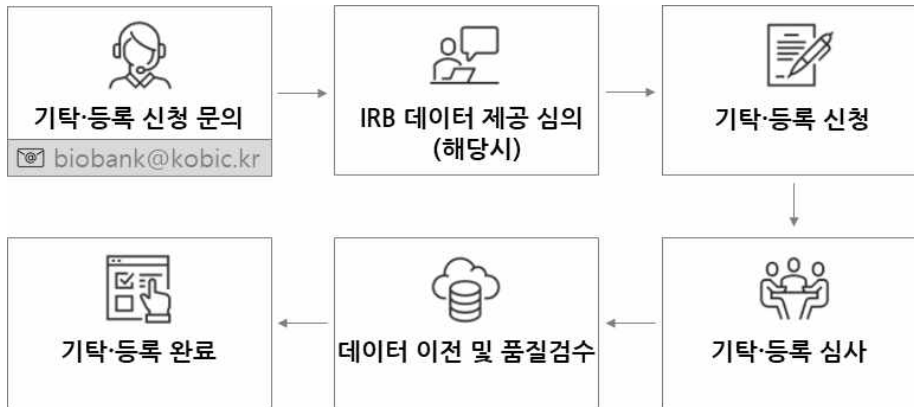 기탁·등록 신청 문의
biobank@kobic.kr
IRB 데이터 제공 심의
(해당시)
기탁·등록 신청
기탁·등록 심사
데이터 이전 및 품질검수
기탁·등록 완료